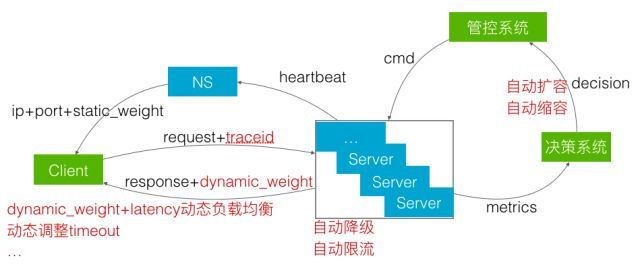 管控系统
cmd
NS
heartbeat
自动扩容
自动缩容
decision
ip+port+static_weight
request+traceid
…
Server
Server
Server
决策系统
Client
response+dynamic_weight
metrics
dynamic_weight+latency动态负载均衡
动态调整timeout
…
自动降级
自动限流